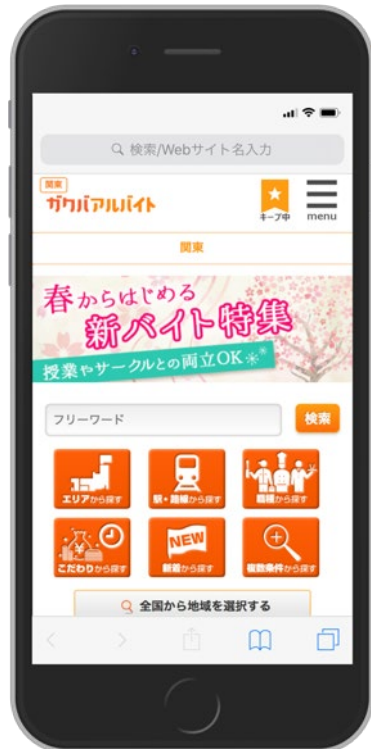 検索/Webサイト名入力
関東
ガクバアルバイト
キープ中
menu
関東
春からはじめる
新バイト特集
授業やサークルとの両立OK
フリーワード
検索
エリアから探す
駅・路線から探す
職種から探す
こだわりから探す
NEW
新着から探す
複数条件から探す
全国から地域を選択する